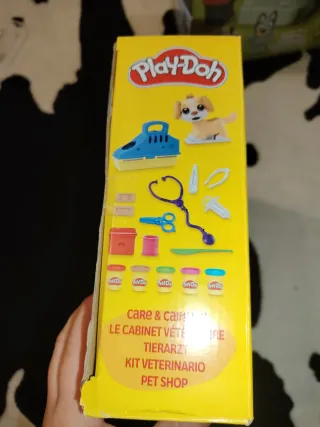 Play-Doh
Care & Carry
LE CABINET VÉTÉRINAIRE
TIERARZT
KIT VETERINARIO
PET SHOP